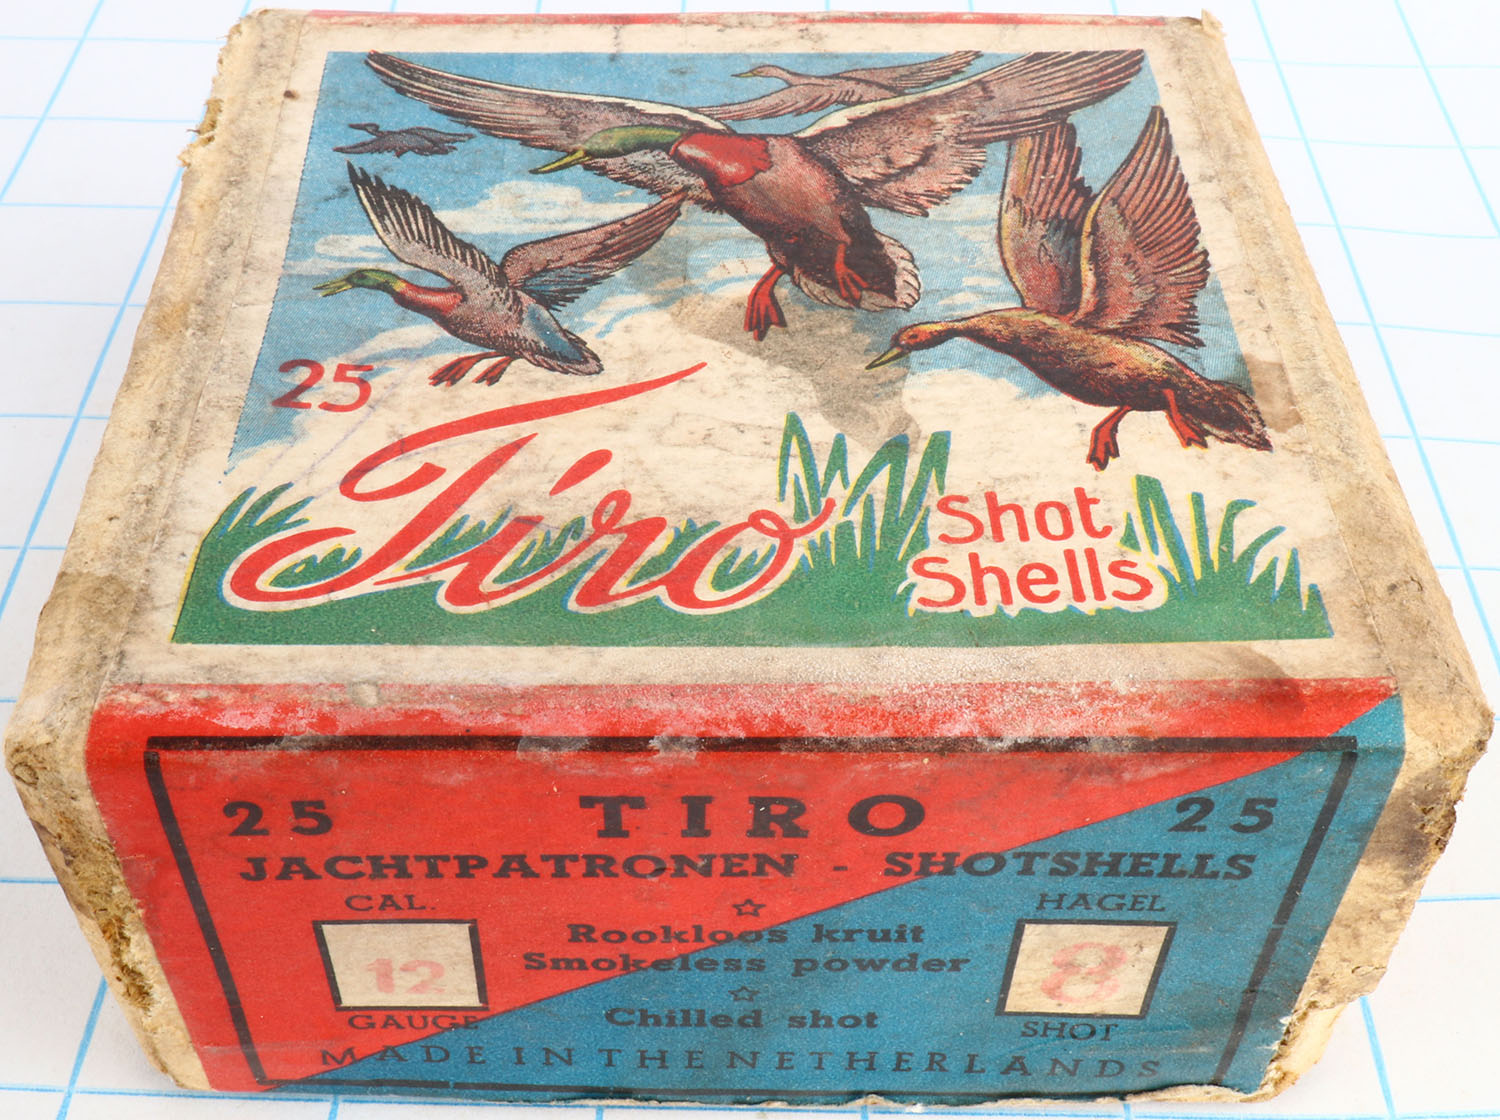 25
Tiro
Shot
Shells
25 TIRO 25
JACHTPATRONEN - SHOTSHELLS
CAL.
12
GAUGE
Rookloos kruit
Smokeless powder
Chilled shot
HAGEL
8
SHOT
MADE IN THE NETHERLANDS